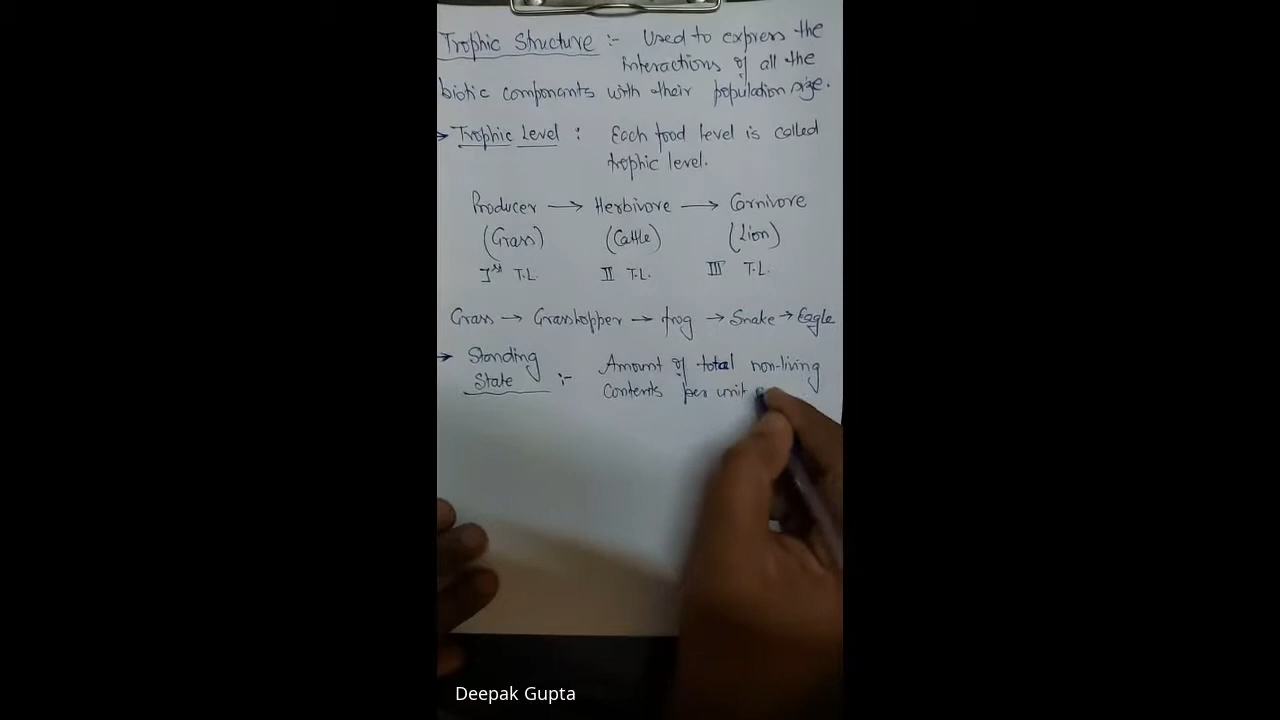 Trophic Structure :- Used to express the
interactions of all the
biotic componants with their population size.
→ Trophic Level : Each food level is called
trophic level.
Producer → Herbivore → Carnivore
(Grass) (Cattle) (Lion)
Ist T.L. II T.L. III T.L.
Grass → Grasshopper → frog → Snake → Eagle
→ Standing State :- Amount of total non-living
contents per unit
Deepak Gupta